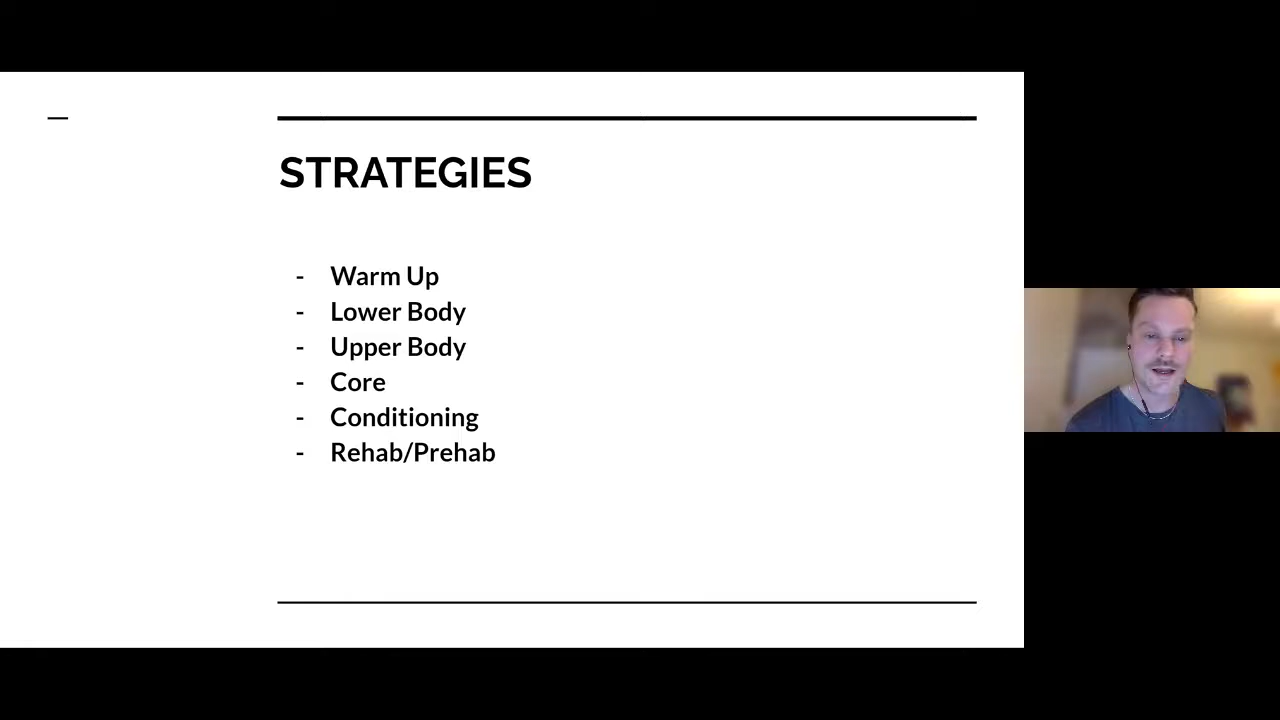 STRATEGIES
- Warm Up
- Lower Body
- Upper Body
- Core
- Conditioning
- Rehab/Prehab